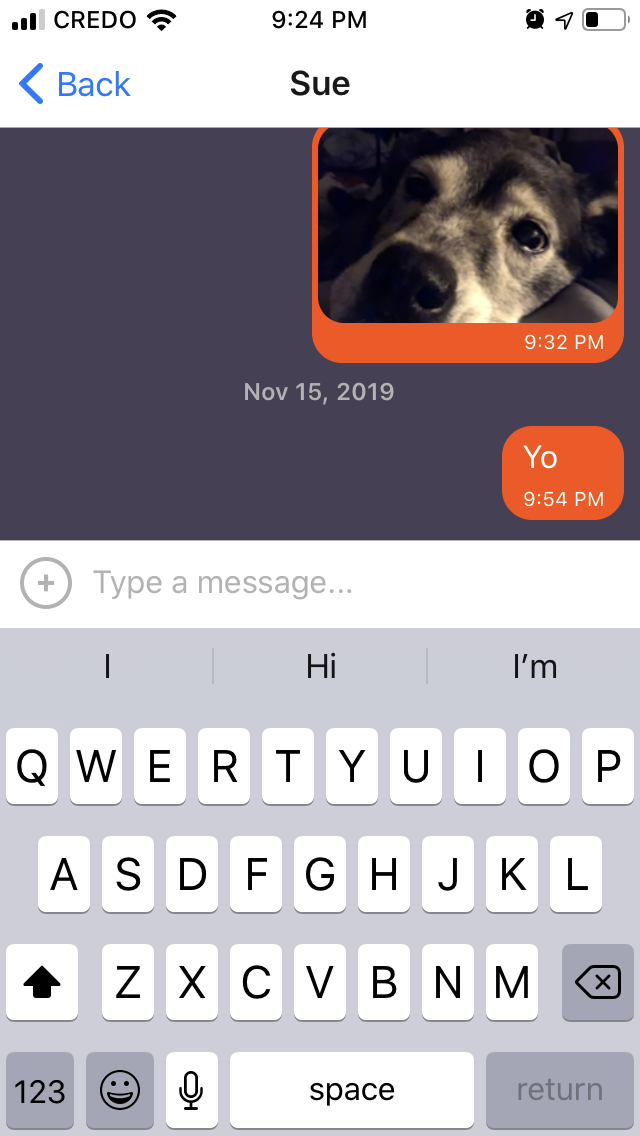 CREDO 9:24 PM
Back Sue
9:32 PM
Nov 15, 2019
Yo
9:54 PM
Type a message...
I Hi I’m
Q W E R T Y U I O P
A S D F G H J K L
Z X C V B N M
123 space return